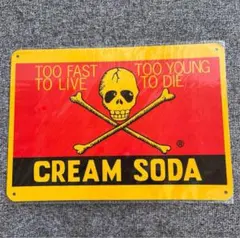 TOO FAST TOO YOUNG
TO LIVE TO DIE
®
CREAM SODA